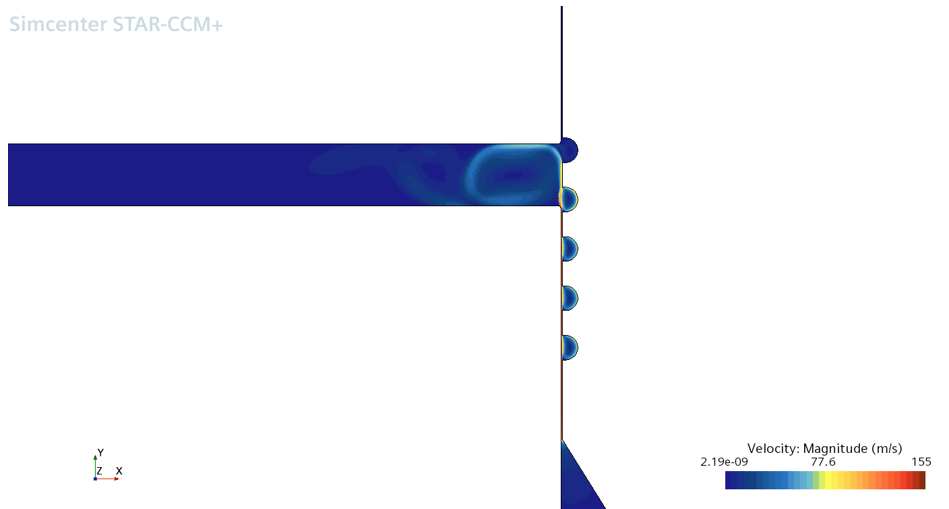 Simcenter STAR-CCM+
Velocity: Magnitude (m/s)
2.19e-09 77.6 155
Y
Z X